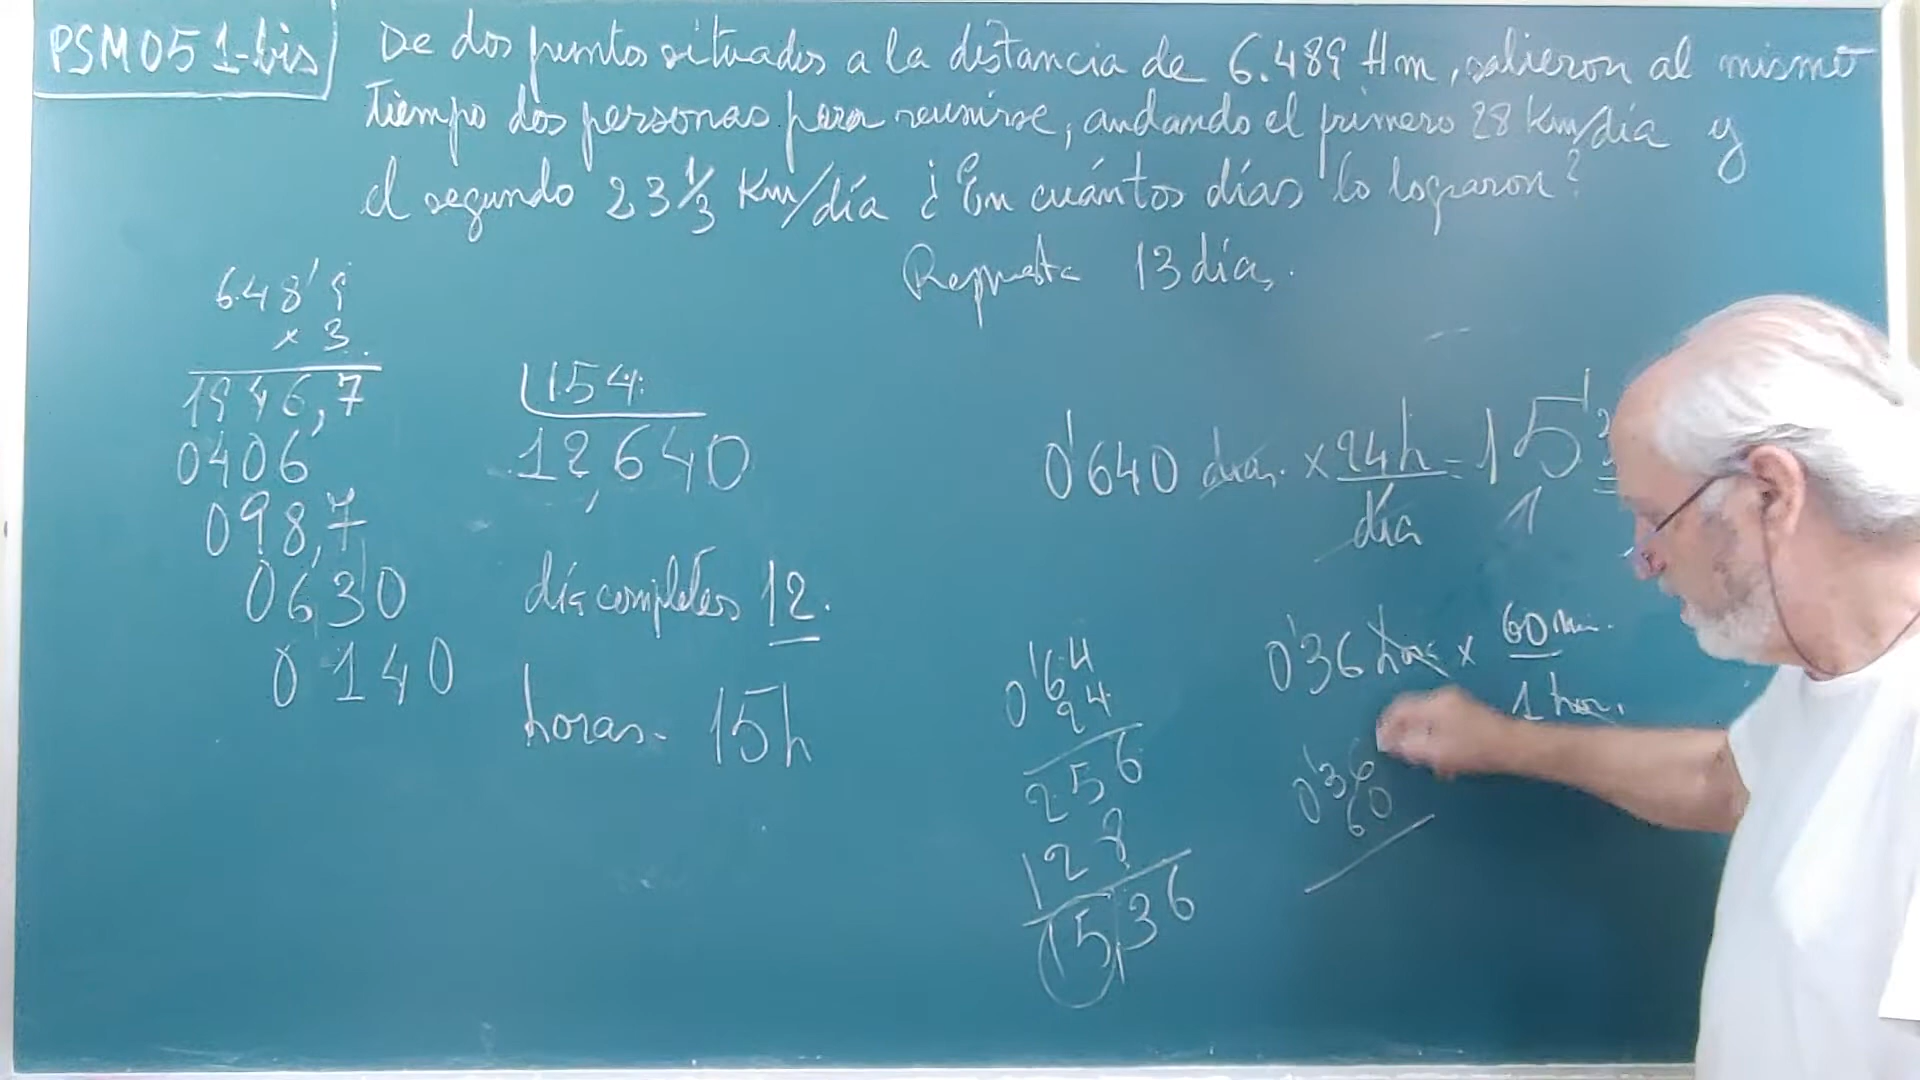 PSM051-bis
De dos puntos situados a la distancia de 6.489 Hm, salieron al mismo
tiempo dos personas para reunirse, andando el primero 28 Km/día y
el segundo 23 1/3 Km/día ¿En cuántos días lo lograron?
Respuesta 13 días.
648'9
x 3
1946,7
154
0406
12,640
098,7
0630
0140
días completos 12.
horas 15h
0'640 días x 24h =15'
día
1
0'64
24
256
128
15,36
0'36 horas x 60 min.
1 hora.
0'36
60